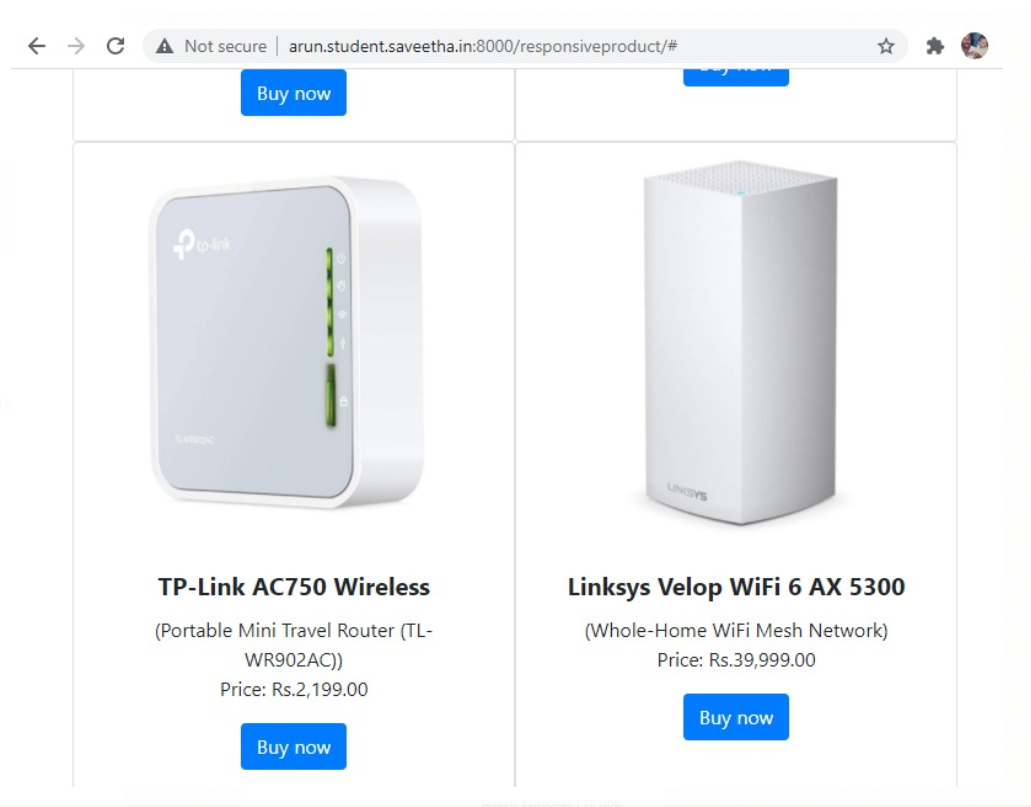 Not secure arun.student.saveetha.in:8000/responsiveproduct/#
Buy now
tp-link
TL-WR902AC
LINKSYS
TP-Link AC750 Wireless
(Portable Mini Travel Router (TL-
WR902AC))
Price: Rs.2,199.00
Buy now
Linksys Velop WiFi 6 AX 5300
(Whole-Home WiFi Mesh Network)
Price: Rs.39,999.00
Buy now